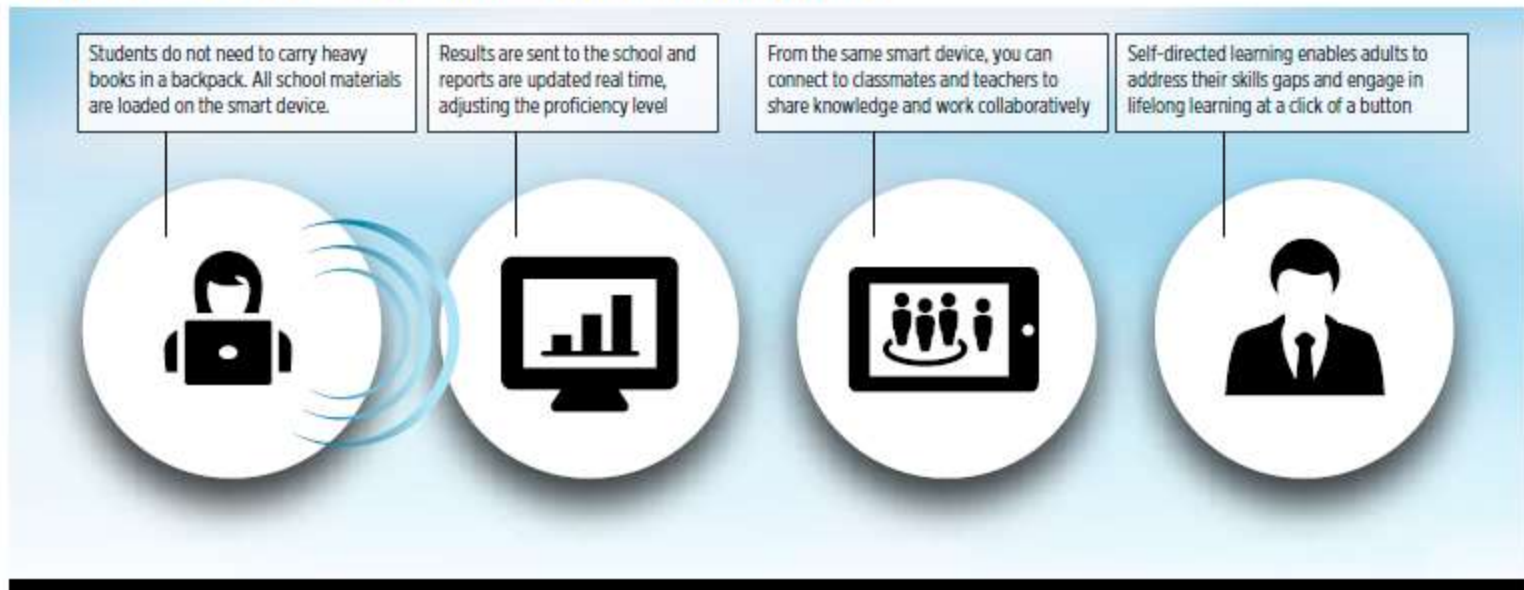 Students do not need to carry heavy
books in a backpack. All school materials
are loaded on the smart device.
Results are sent to the school and
reports are updated real time,
adjusting the proficiency level
From the same smart device, you can
connect to classmates and teachers to
share knowledge and work collaboratively
Self-directed learning enables adults to
address their skills gaps and engage in
lifelong learning at a click of a button